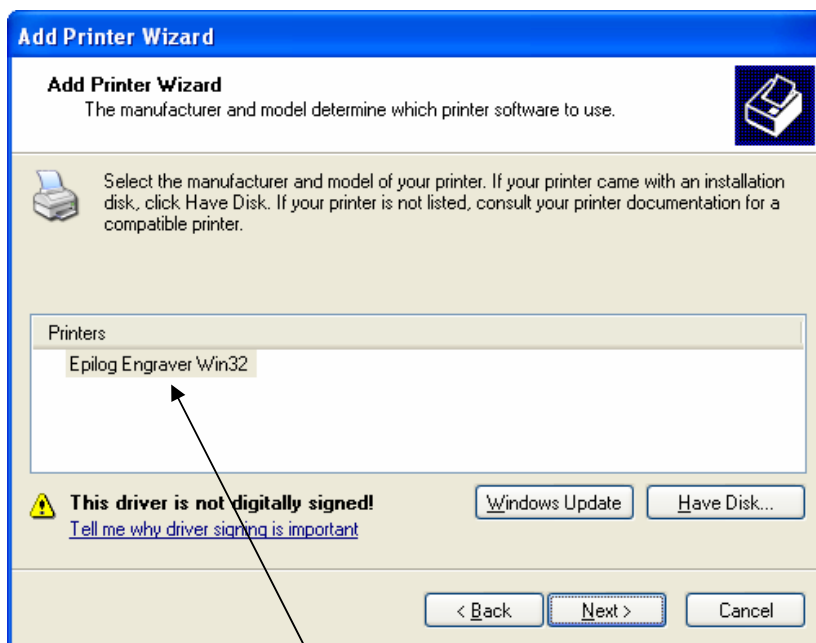 Add Printer Wizard
Add Printer Wizard
The manufacturer and model determine which printer software to use.
Select the manufacturer and model of your printer. If your printer came with an installation
disk, click Have Disk. If your printer is not listed, consult your printer documentation for a
compatible printer.
Printers
Epilog Engraver Win32
This driver is not digitally signed!
Windows Update
Have Disk...
Tell me why driver signing is important
< Back
Next >
Cancel